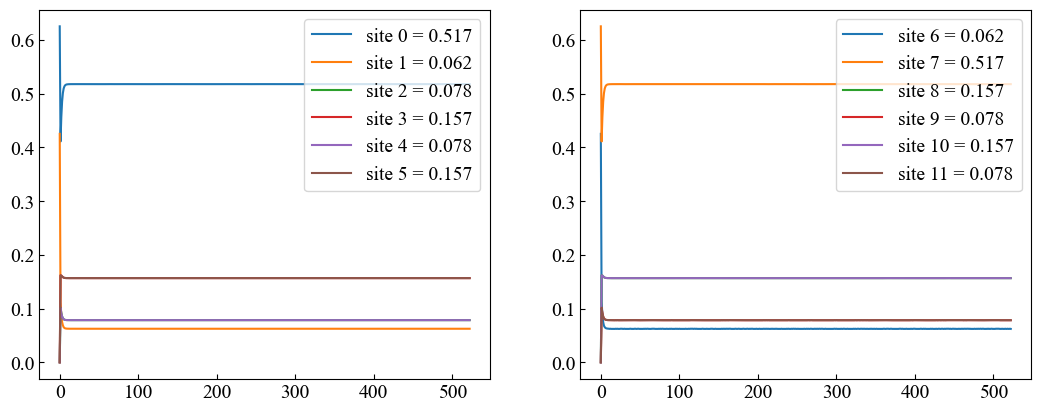 0.6
0.5
0.4
0.3
0.2
0.1
0.0
0 100 200 300 400 500
site 0 = 0.517
site 1 = 0.062
site 2 = 0.078
site 3 = 0.157
site 4 = 0.078
site 5 = 0.157
0.6
0.5
0.4
0.3
0.2
0.1
0.0
0 100 200 300 400 500
site 6 = 0.062
site 7 = 0.517
site 8 = 0.157
site 9 = 0.078
site 10 = 0.157
site 11 = 0.078